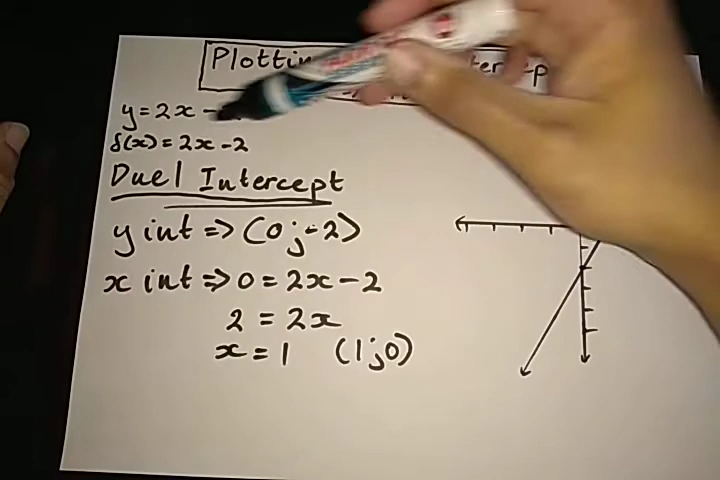 Plottin
y=2x-
f(x)=2x-2
Duel Intercept
y int => (0;-2)
x int => 0 = 2x-2
2 = 2x
x = 1 (1;0)